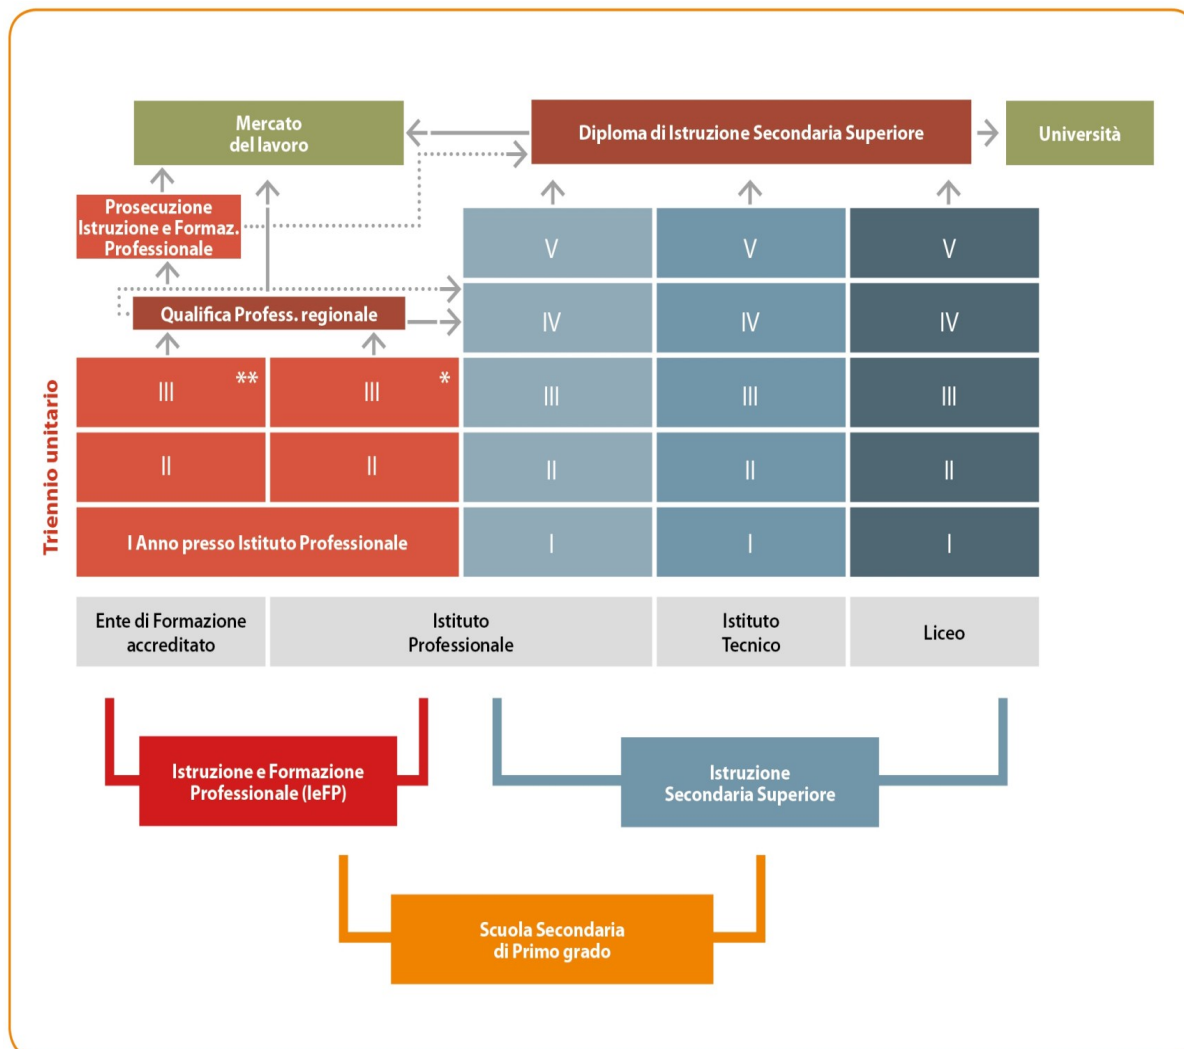 Mercato
del lavoro
Diploma di Istruzione Secondaria Superiore
Università
Prosecuzione
Istruzione e Formaz.
Professionale
Qualifica Profess. regionale
V
V
V
IV
IV
IV
Triennio unitario
III **
III *
III
III
III
II
II
II
II
II
I Anno presso Istituto Professionale
I
I
I
Ente di Formazione
accreditato
Istituto
Professionale
Istituto
Tecnico
Liceo
Istruzione e Formazione
Professionale (IeFP)
Istruzione
Secondaria Superiore
Scuola Secondaria
di Primo grado